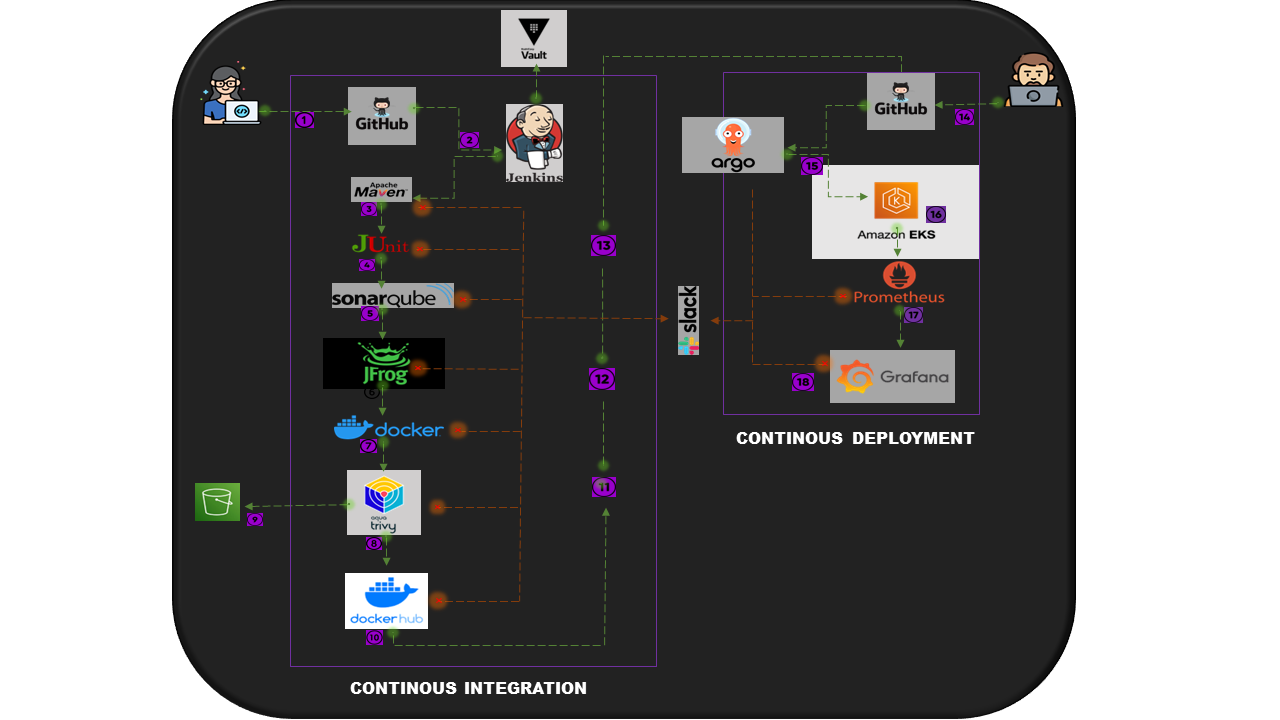 HashiCorp
Vault
1
GitHub
2
Jenkins
Apache
Maven
3
JUnit
4
sonarqube
5
JFrog
6
docker
7
aqua
trivy
8
9
docker hub
10
11
12
13
CONTINOUS INTEGRATION
slack
GitHub
14
argo
15
16
Amazon EKS
Prometheus
17
Grafana
18
CONTINOUS DEPLOYMENT